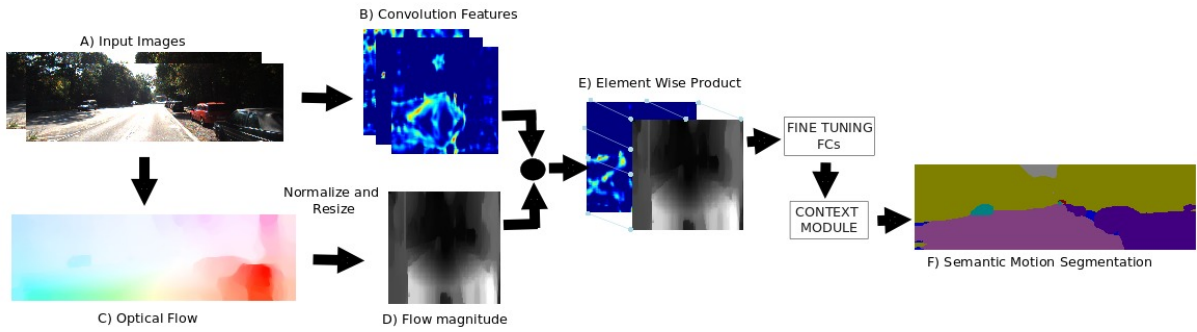 A) Input Images
B) Convolution Features
E) Element Wise Product
FINE TUNING
FCs
Normalize and
Resize
CONTEXT
MODULE
F) Semantic Motion Segmentation
C) Optical Flow
D) Flow magnitude